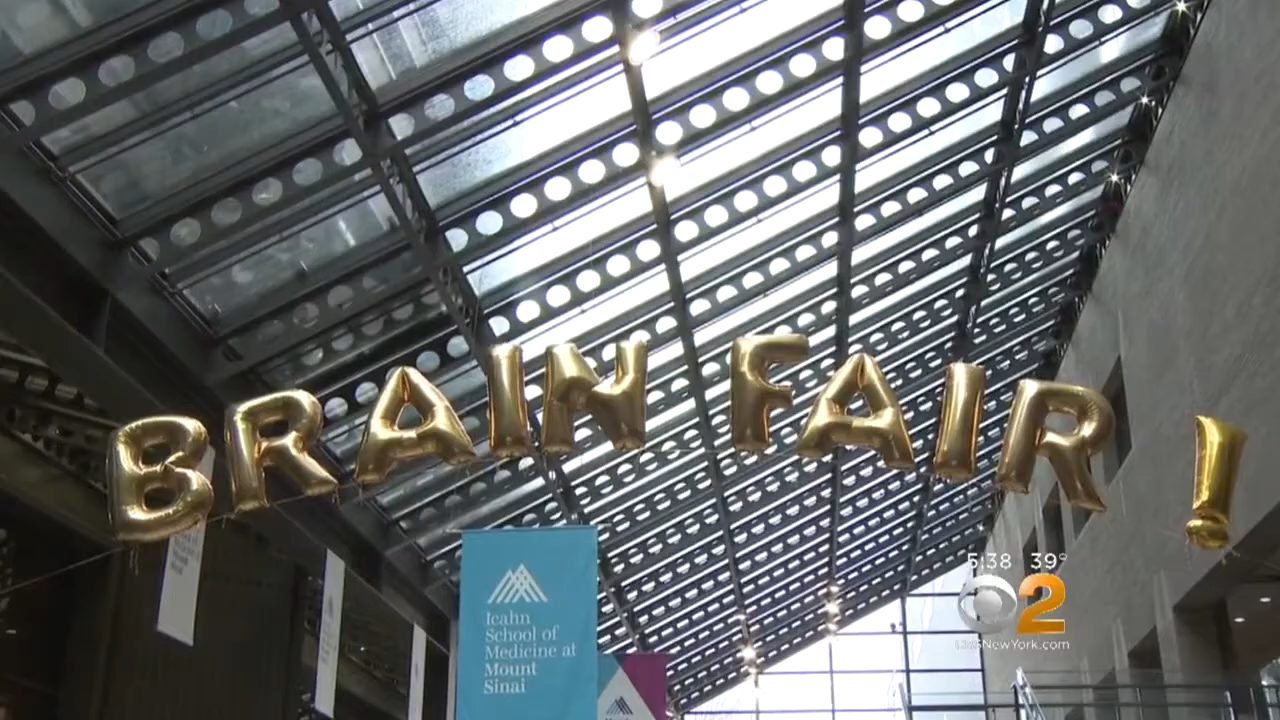 BRAIN FAIR!
Icahn
School of
Medicine at
Mount
Sinai
5:38 39°
2
CBSNewYork.com